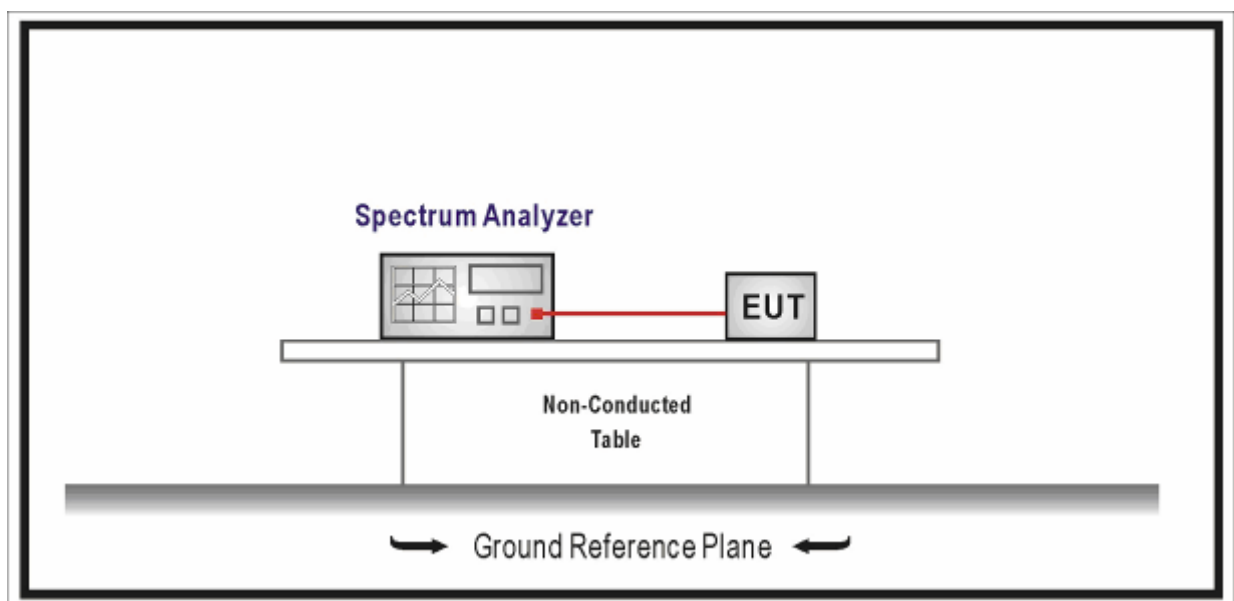 Spectrum Analyzer
EUT
Non-Conducted
Table
Ground Reference Plane